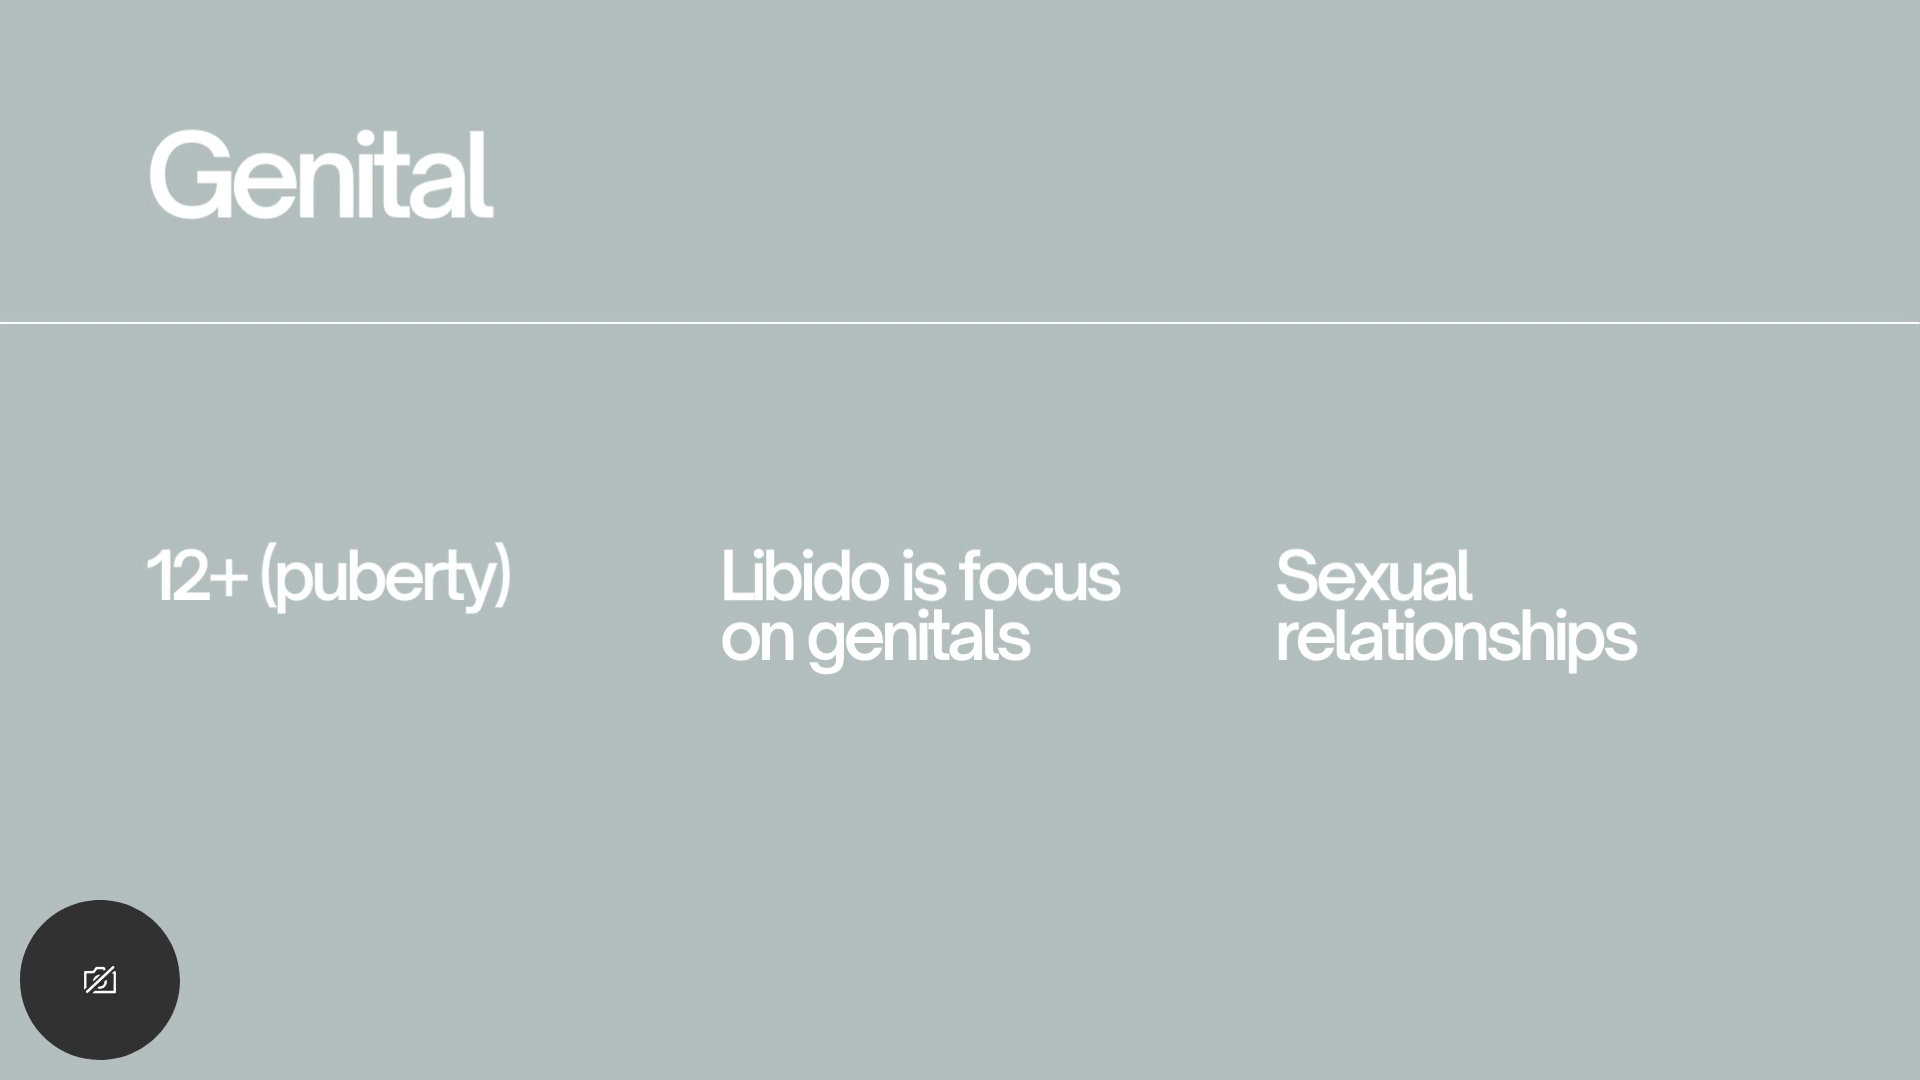 Genital
12+ (puberty)
Libido is focus
on genitals
Sexual
relationships